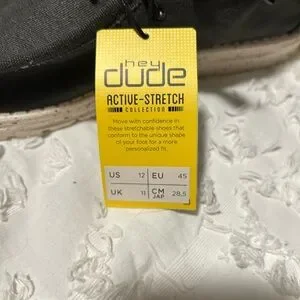 hey
dude
ACTIVE-STRETCH
COLLECTION
Move with confidence in
these stretchable shoes that
conform to the unique shape
of your foot for a more
personalized fit.
US 12 EU 45
UK 11 CM JAP 28,5